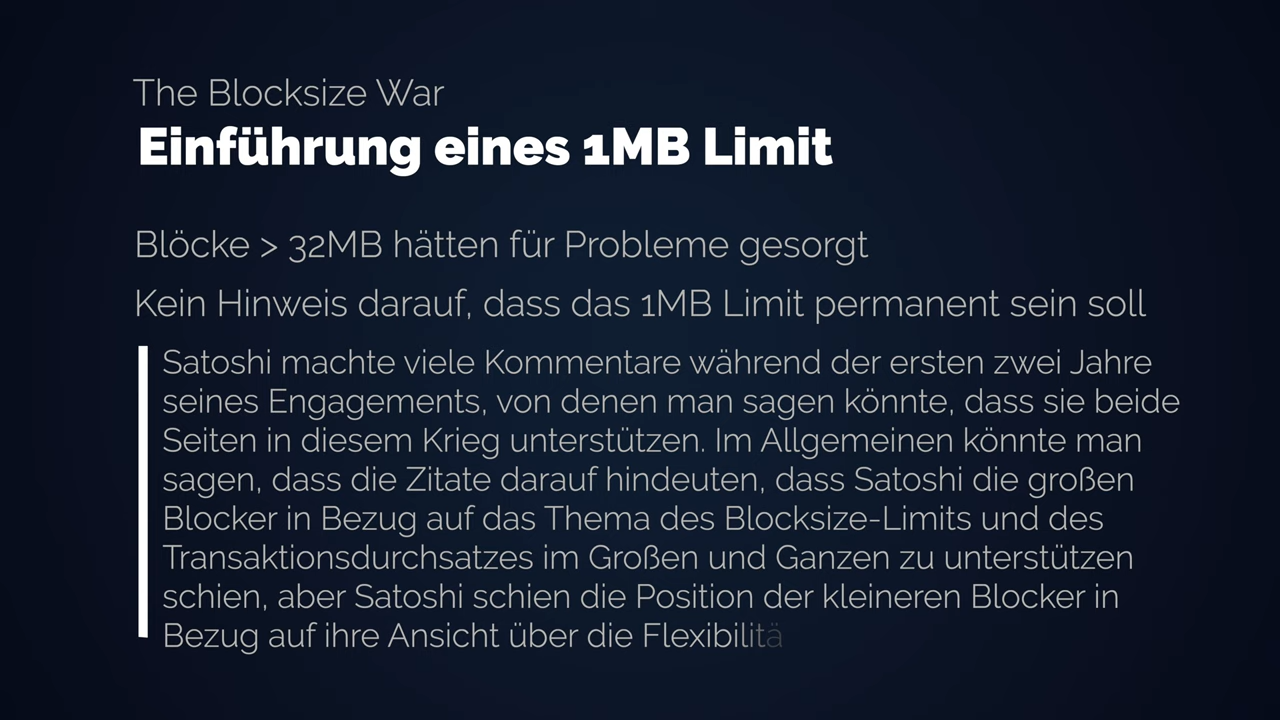 The Blocksize War
Einführung eines 1MB Limit
Blöcke > 32MB hätten für Probleme gesorgt
Kein Hinweis darauf, dass das 1MB Limit permanent sein soll
Satoshi machte viele Kommentare während der ersten zwei Jahre
seines Engagements, von denen man sagen könnte, dass sie beide
Seiten in diesem Krieg unterstützen. Im Allgemeinen könnte man
sagen, dass die Zitate darauf hindeuten, dass Satoshi die großen
Blocker in Bezug auf das Thema des Blocksize-Limits und des
Transaktionsdurchsatzes im Großen und Ganzen zu unterstützen
schien, aber Satoshi schien die Position der kleineren Blocker in
Bezug auf ihre Ansicht über die Flexibilitä